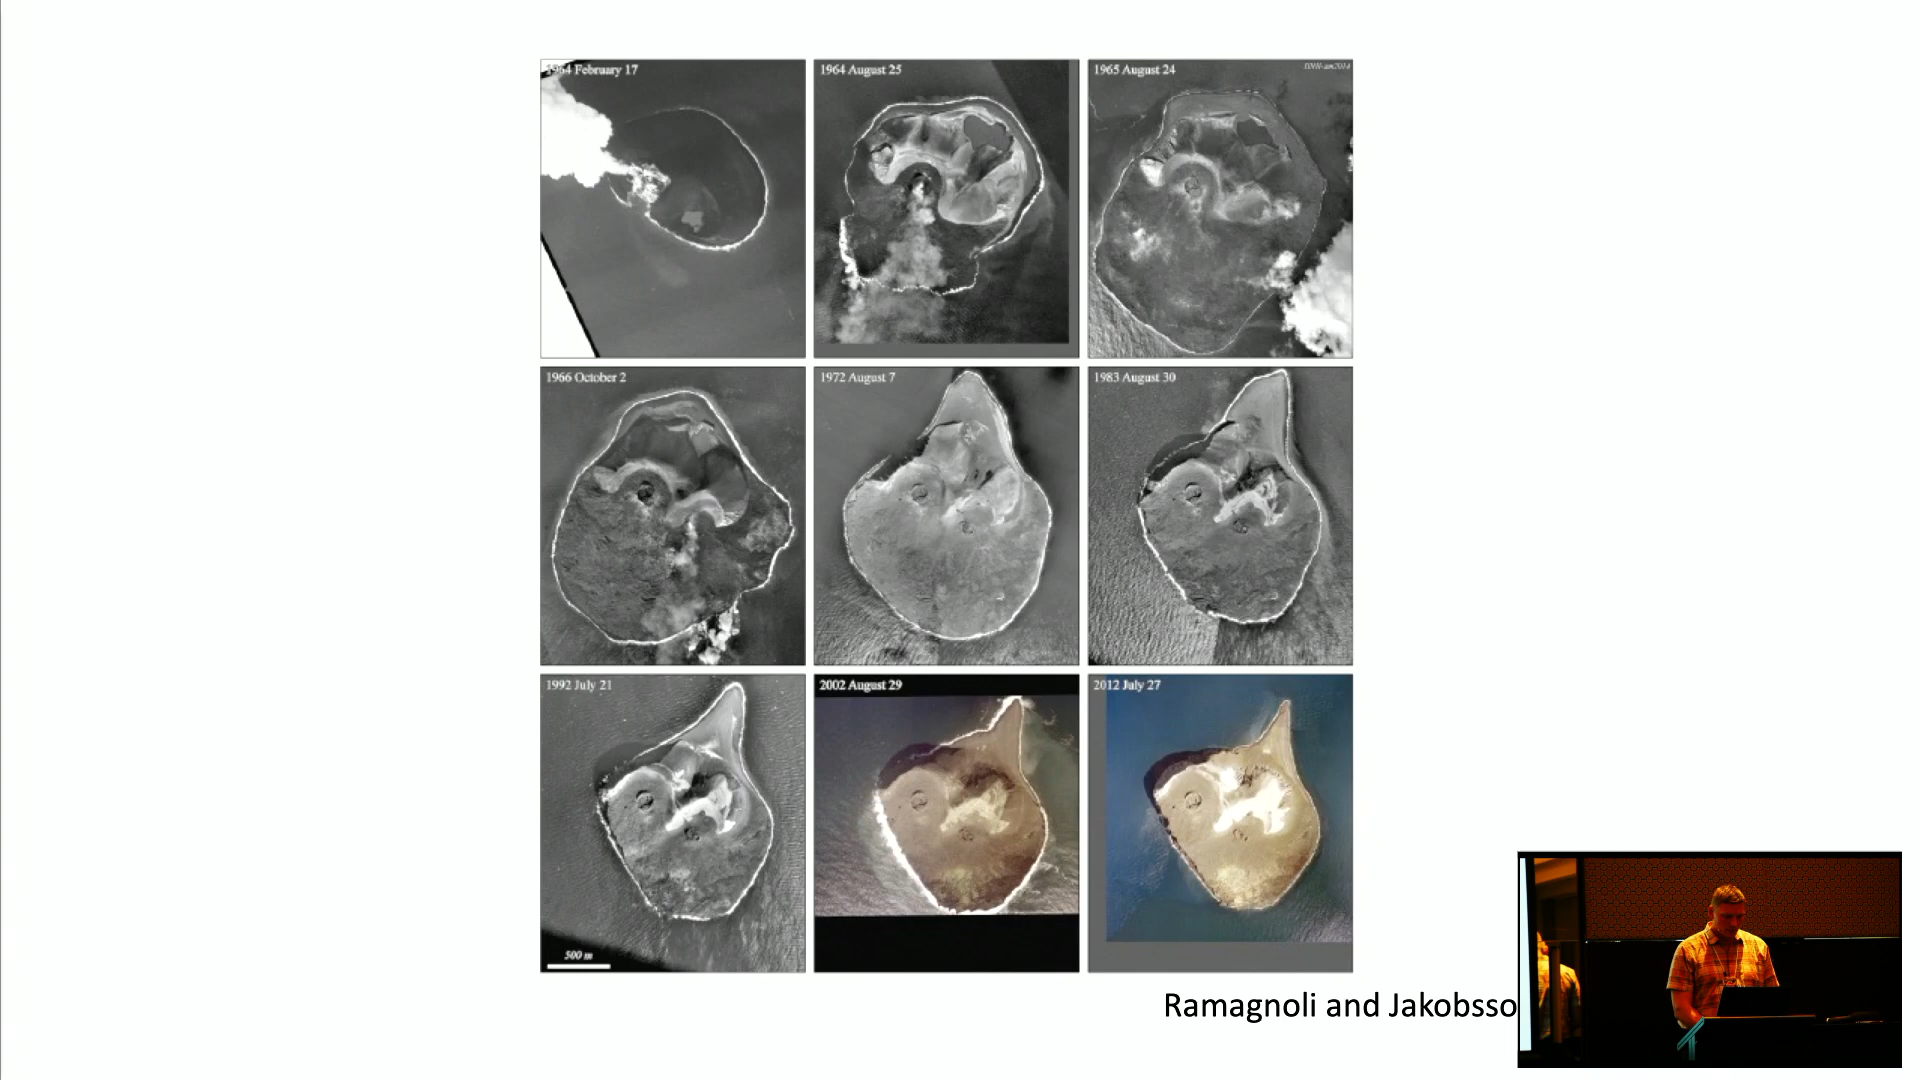 1964 February 17
1964 August 25
1965 August 24
1966 October 2
1972 August 7
1983 August 30
1992 July 21
2002 August 29
2012 July 27
500 m
Ramagnoli and Jakobsso